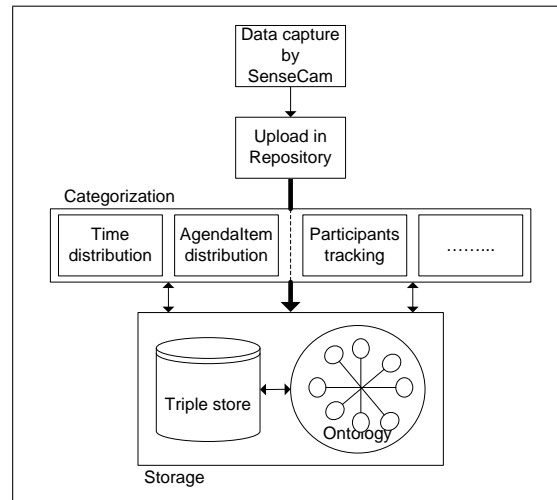 Data capture
by
SenseCam
Upload in
Repository
Categorization
Time
distribution
AgendaItem
distribution
Participants
tracking
……...
Triple store
Ontology
Storage